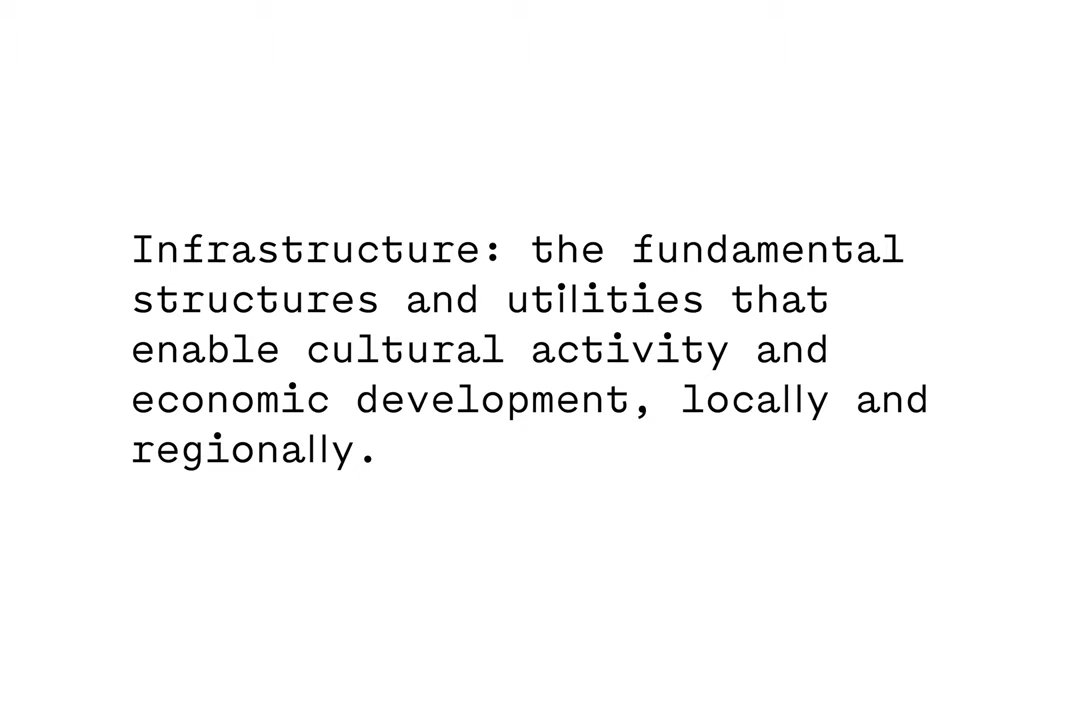 Infrastructure: the fundamental
structures and utilities that
enable cultural activity and
economic development, locally and
regionally.